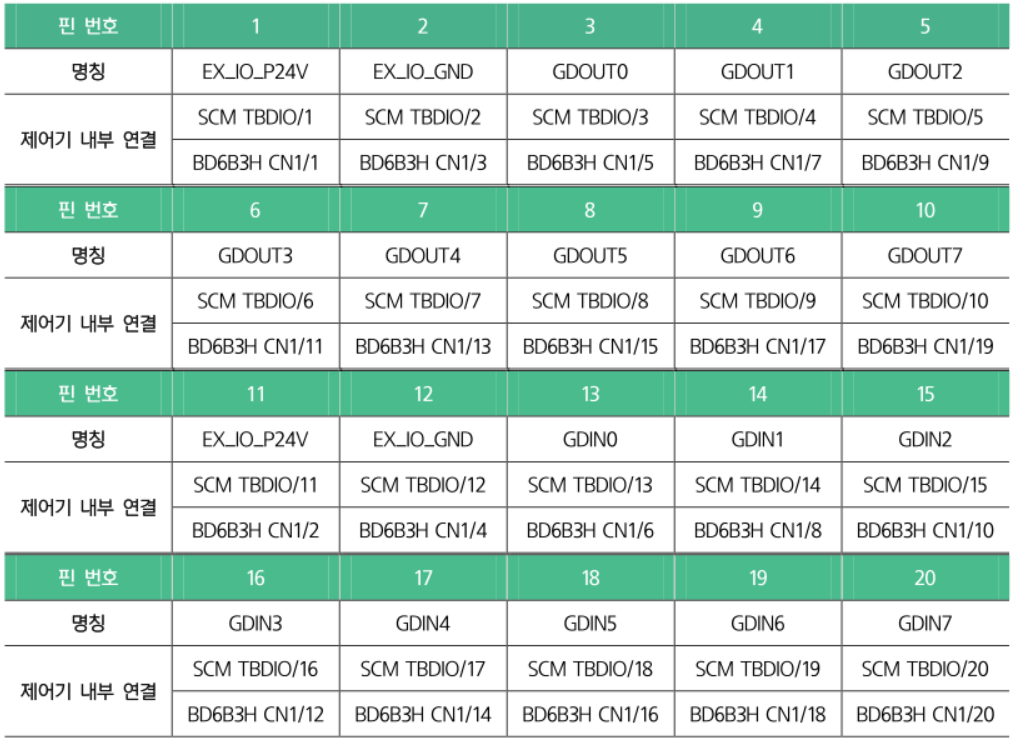 핀 번호 1 2 3 4 5
명칭 EX_IO_P24V EX_IO_GND GDOUT0 GDOUT1 GDOUT2
제어기 내부 연결 SCM TBDIO/1 SCM TBDIO/2 SCM TBDIO/3 SCM TBDIO/4 SCM TBDIO/5
BD6B3H CN1/1 BD6B3H CN1/3 BD6B3H CN1/5 BD6B3H CN1/7 BD6B3H CN1/9
핀 번호 6 7 8 9 10
명칭 GDOUT3 GDOUT4 GDOUT5 GDOUT6 GDOUT7
제어기 내부 연결 SCM TBDIO/6 SCM TBDIO/7 SCM TBDIO/8 SCM TBDIO/9 SCM TBDIO/10
BD6B3H CN1/11 BD6B3H CN1/13 BD6B3H CN1/15 BD6B3H CN1/17 BD6B3H CN1/19
핀 번호 11 12 13 14 15
명칭 EX_IO_P24V EX_IO_GND GDIN0 GDIN1 GDIN2
제어기 내부 연결 SCM TBDIO/11 SCM TBDIO/12 SCM TBDIO/13 SCM TBDIO/14 SCM TBDIO/15
BD6B3H CN1/2 BD6B3H CN1/4 BD6B3H CN1/6 BD6B3H CN1/8 BD6B3H CN1/10
핀 번호 16 17 18 19 20
명칭 GDIN3 GDIN4 GDIN5 GDIN6 GDIN7
제어기 내부 연결 SCM TBDIO/16 SCM TBDIO/17 SCM TBDIO/18 SCM TBDIO/19 SCM TBDIO/20
BD6B3H CN1/12 BD6B3H CN1/14 BD6B3H CN1/16 BD6B3H CN1/18 BD6B3H CN1/20